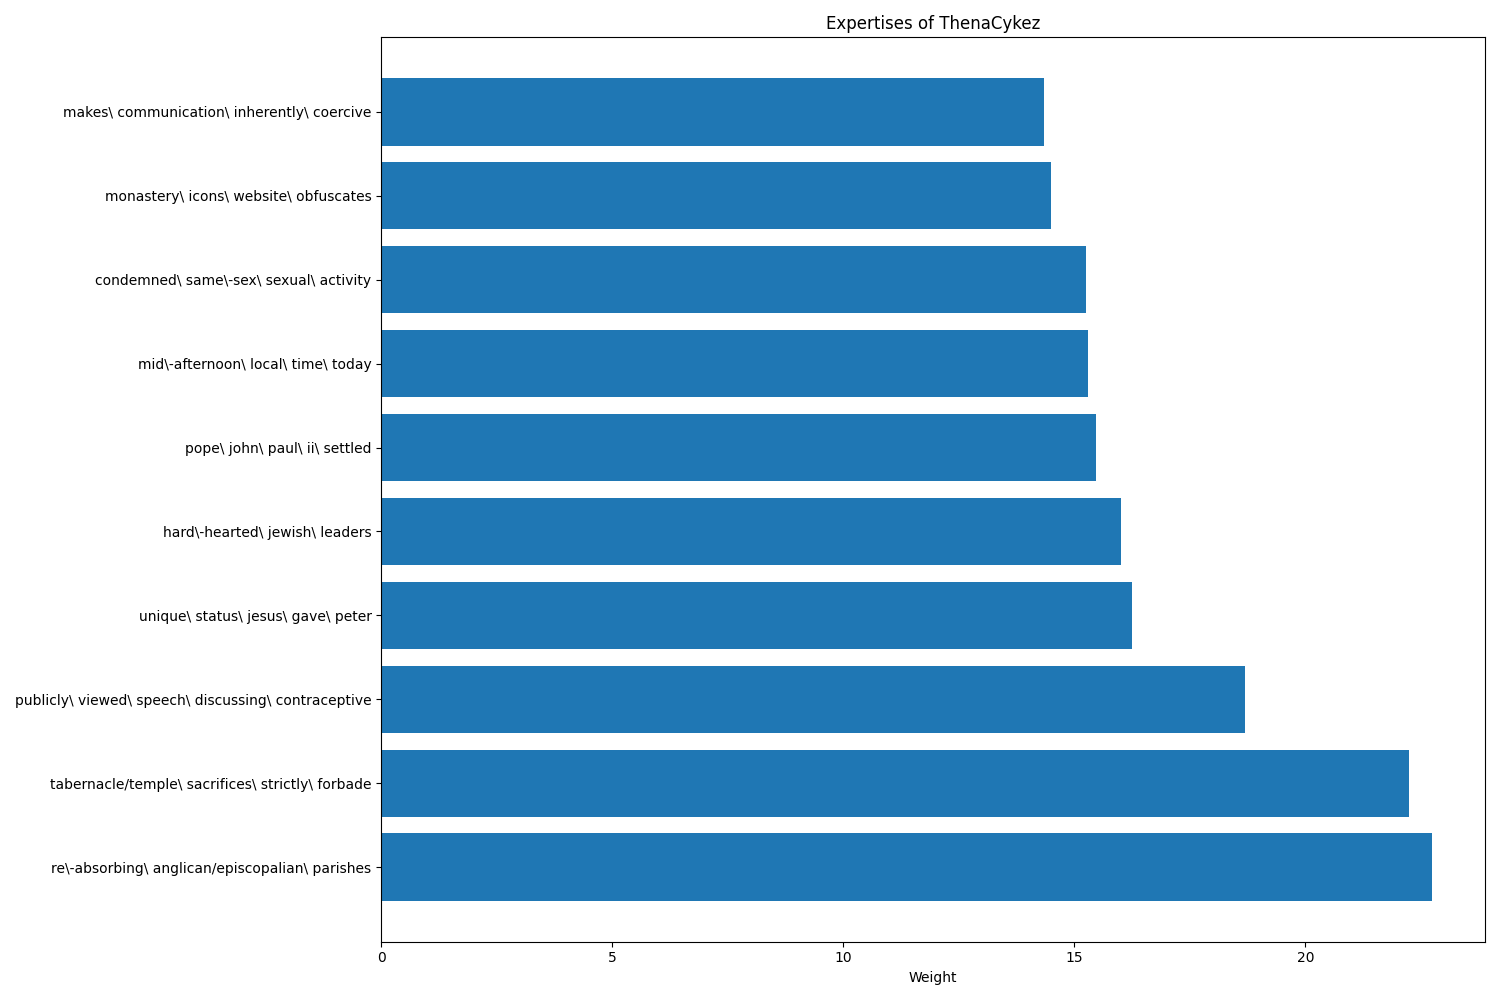 Expertises of ThenaCykez
makes\ communication\ inherently\ coercive
monastery\ icons\ website\ obfuscates
condemned\ same\-sex\ sexual\ activity
mid\-afternoon\ local\ time\ today
pope\ john\ paul\ ii\ settled
hard\-hearted\ jewish\ leaders
unique\ status\ jesus\ gave\ peter
publicly\ viewed\ speech\ discussing\ contraceptive
tabernacle/temple\ sacrifices\ strictly\ forbade
re\-absorbing\ anglican/episcopalian\ parishes
0 5 10 15 20
Weight